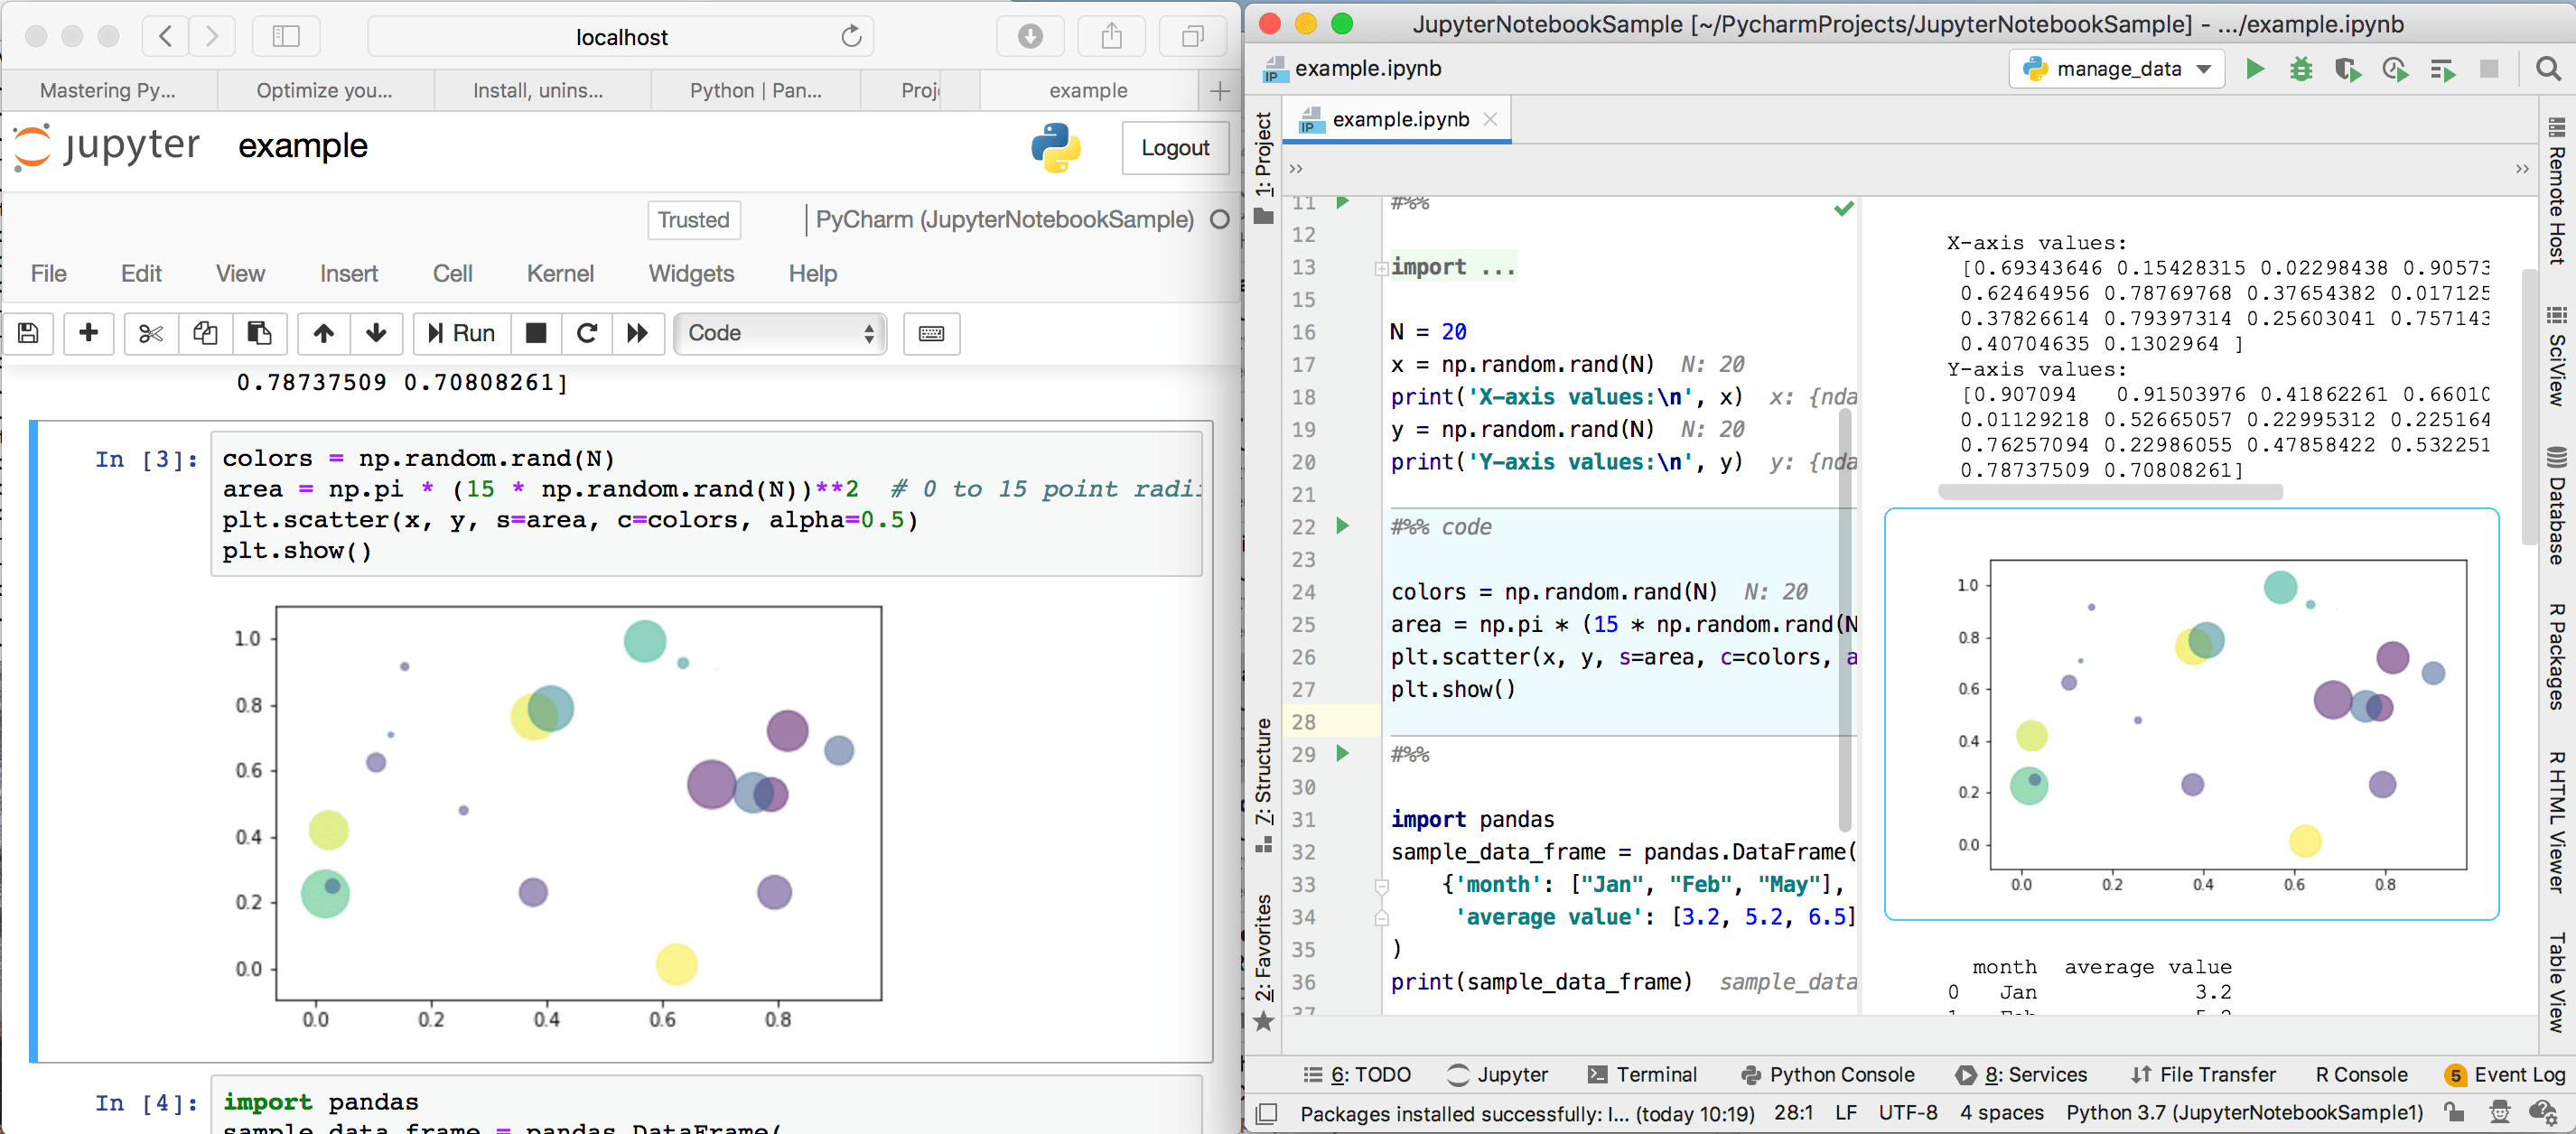 localhost
Mastering Py...
Optimize you...
Install, unins...
Python | Pan...
Proj
example
jupyter example
Logout
Trusted
PyCharm (JupyterNotebookSample)
File Edit View Insert Cell Kernel Widgets Help
Run
Code
0.78737509 0.70808261]
In [3]:
colors = np.random.rand(N)
area = np.pi * (15 * np.random.rand(N))**2  # 0 to 15 point radi
plt.scatter(x, y, s=area, c=colors, alpha=0.5)
plt.show()
1.0
0.8
0.6
0.4
0.2
0.0
0.0 0.2 0.4 0.6 0.8
In [4]:
import pandas
sample data frame = pandas.DataFrame(
JupyterNotebookSample [~/PycharmProjects/JupyterNotebookSample] - .../example.ipynb
example.ipynb
manage_data
example.ipynb
1: Project
7: Structure
2: Favorites
11 #%%
12
13 import ...
15
16 N = 20
17 x = np.random.rand(N) N: 20
18 print('X-axis values:\n', x) x: {nda
19 y = np.random.rand(N) N: 20
20 print('Y-axis values:\n', y) y: {nda
21
22 #%% code
23
24 colors = np.random.rand(N) N: 20
25 area = np.pi * (15 * np.random.rand(N
26 plt.scatter(x, y, s=area, c=colors, a
27 plt.show()
28
29 #%%
30
31 import pandas
32 sample_data_frame = pandas.DataFrame(
33 {'month': ["Jan", "Feb", "May"],
34 'average value': [3.2, 5.2, 6.5]
35 )
36 print(sample_data_frame) sample_data
37
X-axis values:
[0.69343646 0.15428315 0.02298438 0.90573
0.62464956 0.78769768 0.37654382 0.017125
0.37826614 0.79397314 0.25603041 0.757143
0.40704635 0.1302964 ]
Y-axis values:
[0.907094 0.91503976 0.41862261 0.66010
0.01129218 0.52665057 0.22995312 0.225164
0.76257094 0.22986055 0.47858422 0.532251
0.78737509 0.70808261]
1.0
0.8
0.6
0.4
0.2
0.0
0.0 0.2 0.4 0.6 0.8
month average value
0 Jan 3.2
1 Feb 5.2
Remote Host
SciView
Database
R Packages
R HTML Viewer
Table View
6: TODO
Jupyter
Terminal
Python Console
8: Services
File Transfer
R Console
5 Event Log
Packages installed successfully: I... (today 10:19)
28:1
LF
UTF-8
4 spaces
Python 3.7 (JupyterNotebookSample1)